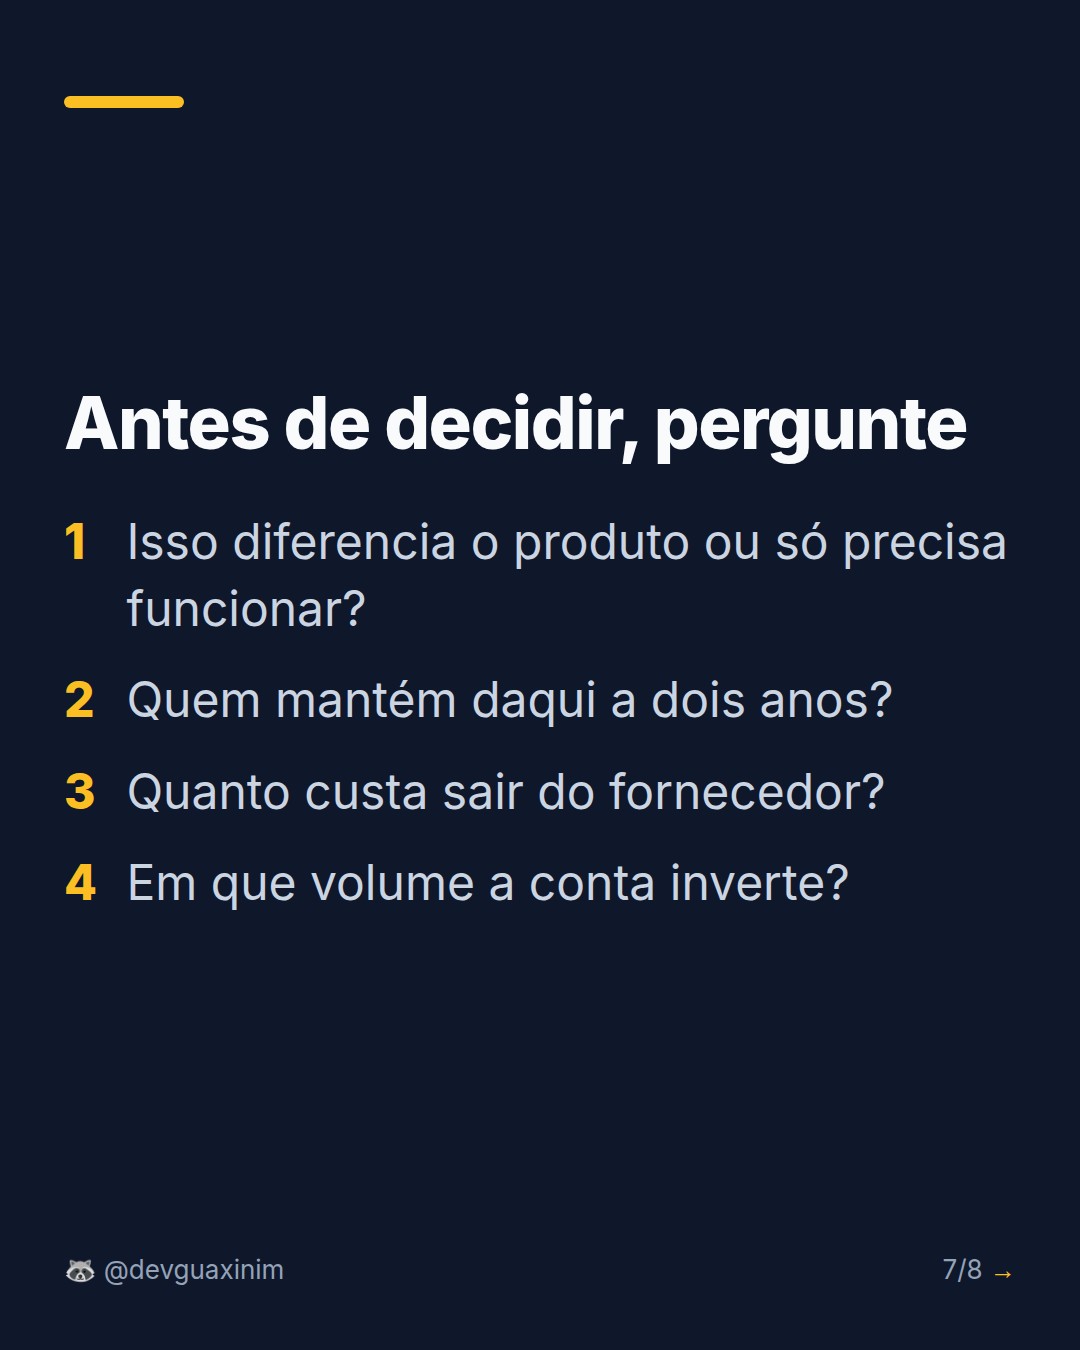 Antes de decidir, pergunte
1 Isso diferencia o produto ou só precisa
funcionar?
2 Quem mantém daqui a dois anos?
3 Quanto custa sair do fornecedor?
4 Em que volume a conta inverte?
🦝 @devguaxinim
7/8 →